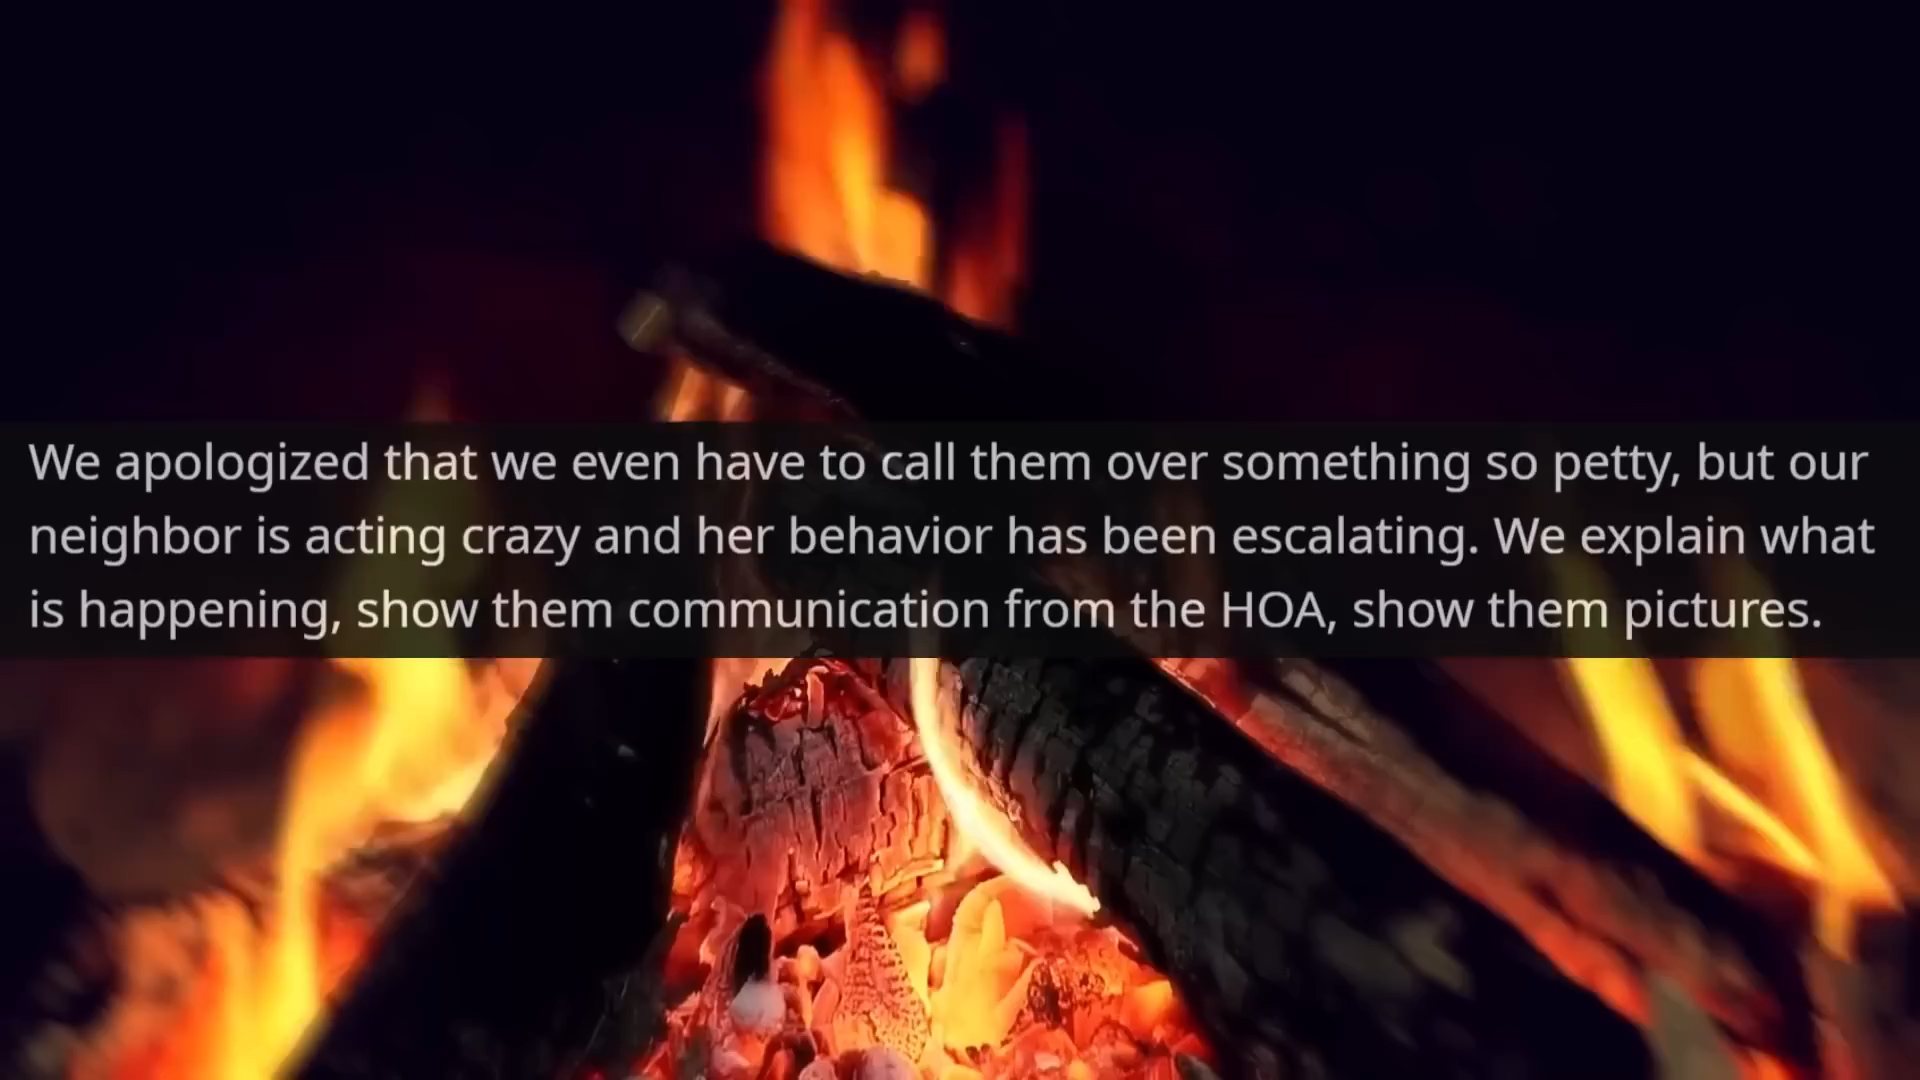 We apologized that we even have to call them over something so petty, but our
neighbor is acting crazy and her behavior has been escalating. We explain what
is happening, show them communication from the HOA, show them pictures.